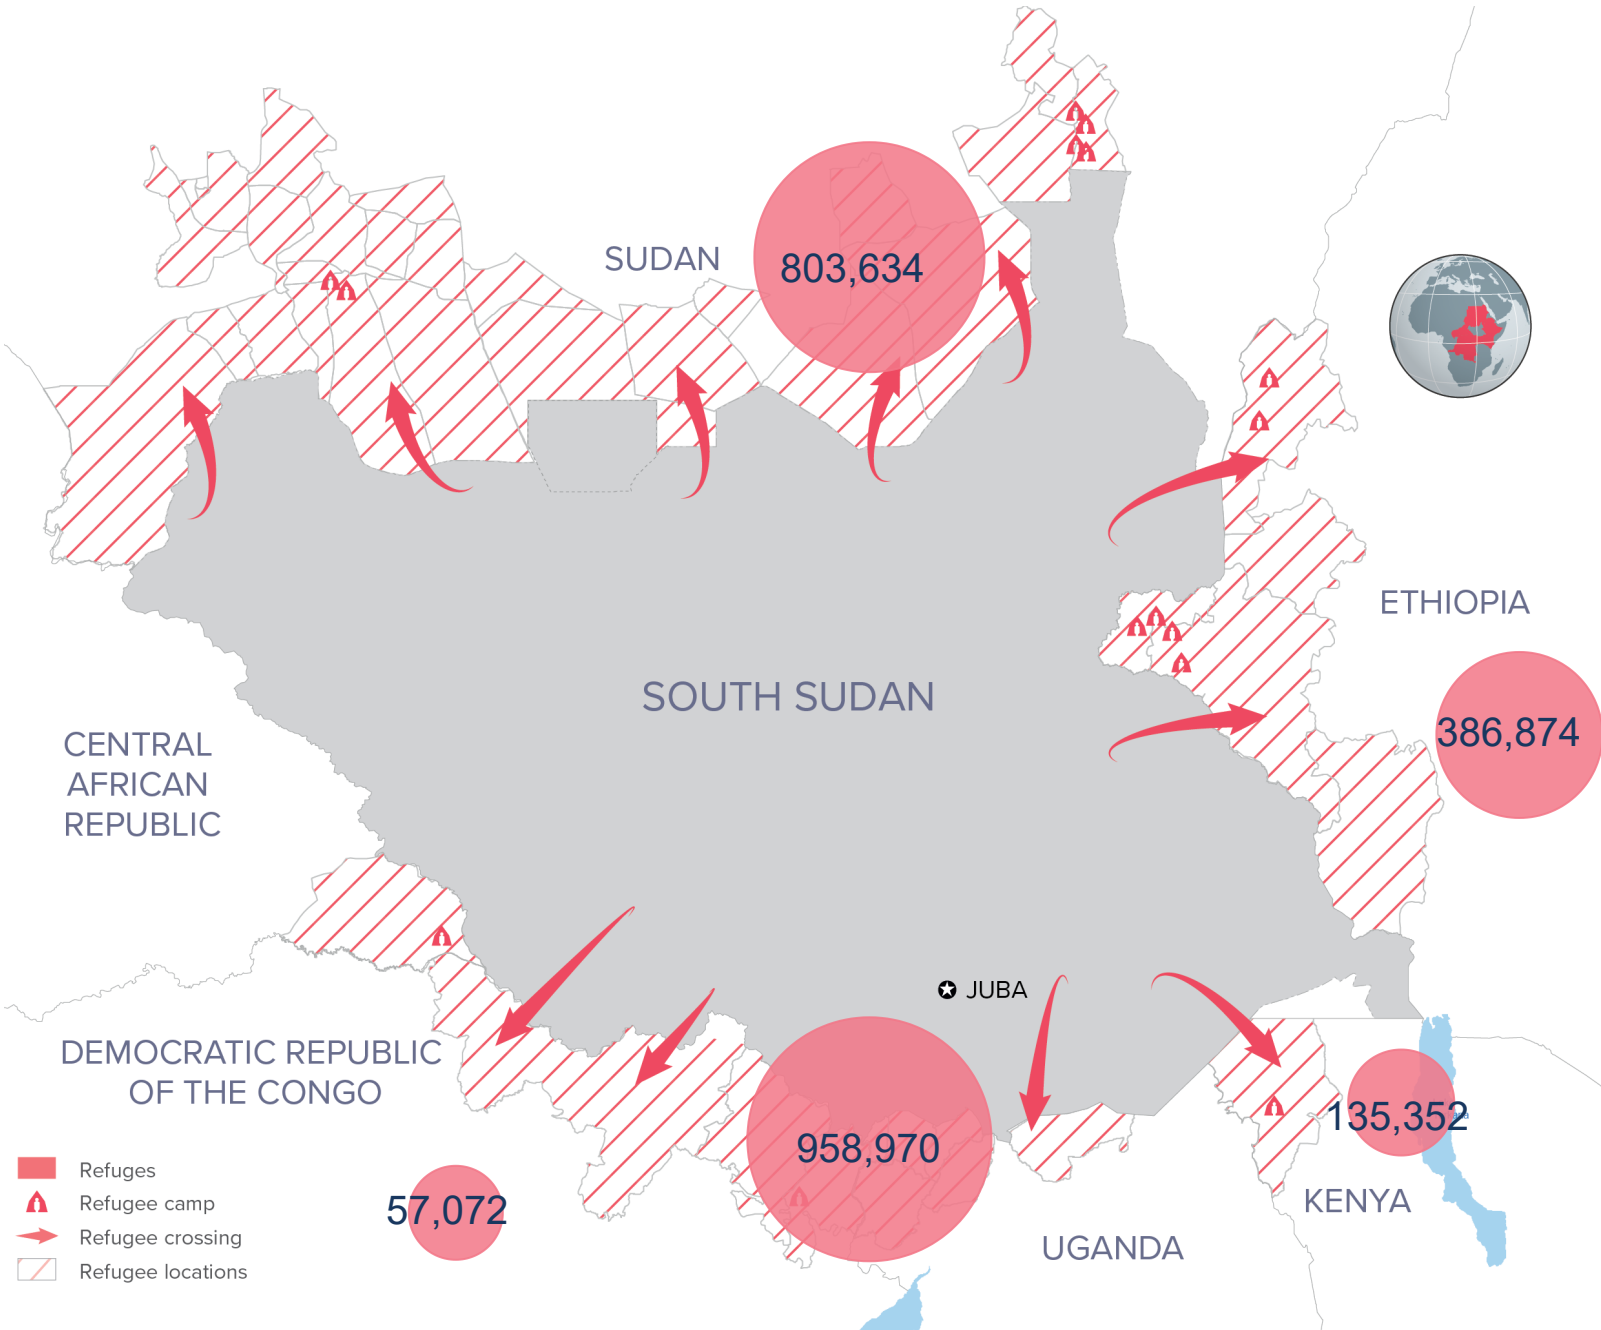 SUDAN
803,634
ETHIOPIA
386,874
SOUTH SUDAN
CENTRAL
AFRICAN
REPUBLIC
JUBA
DEMOCRATIC REPUBLIC
OF THE CONGO
958,970
135,352
57,072
KENYA
UGANDA
Refuges
Refugee camp
Refugee crossing
Refugee locations